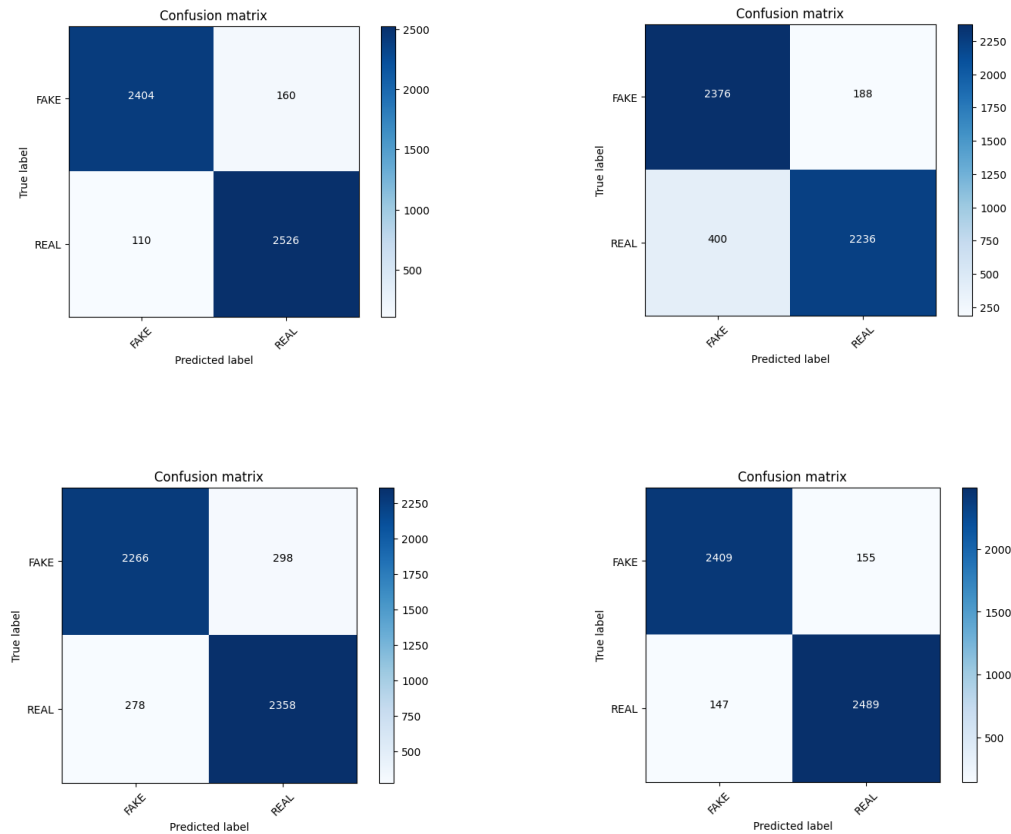 Confusion matrix
FAKE
REAL
True label
2404 160
110 2526
FAKE REAL
Predicted label
2500
2000
1500
1000
500
Confusion matrix
FAKE
REAL
True label
2376 188
400 2236
FAKE REAL
Predicted label
2250
2000
1750
1500
1250
1000
750
500
250
Confusion matrix
FAKE
REAL
True label
2266 298
278 2358
FAKE REAL
Predicted label
2250
2000
1750
1500
1250
1000
750
500
Confusion matrix
FAKE
REAL
True label
2409 155
147 2489
FAKE REAL
Predicted label
2000
1500
1000
500